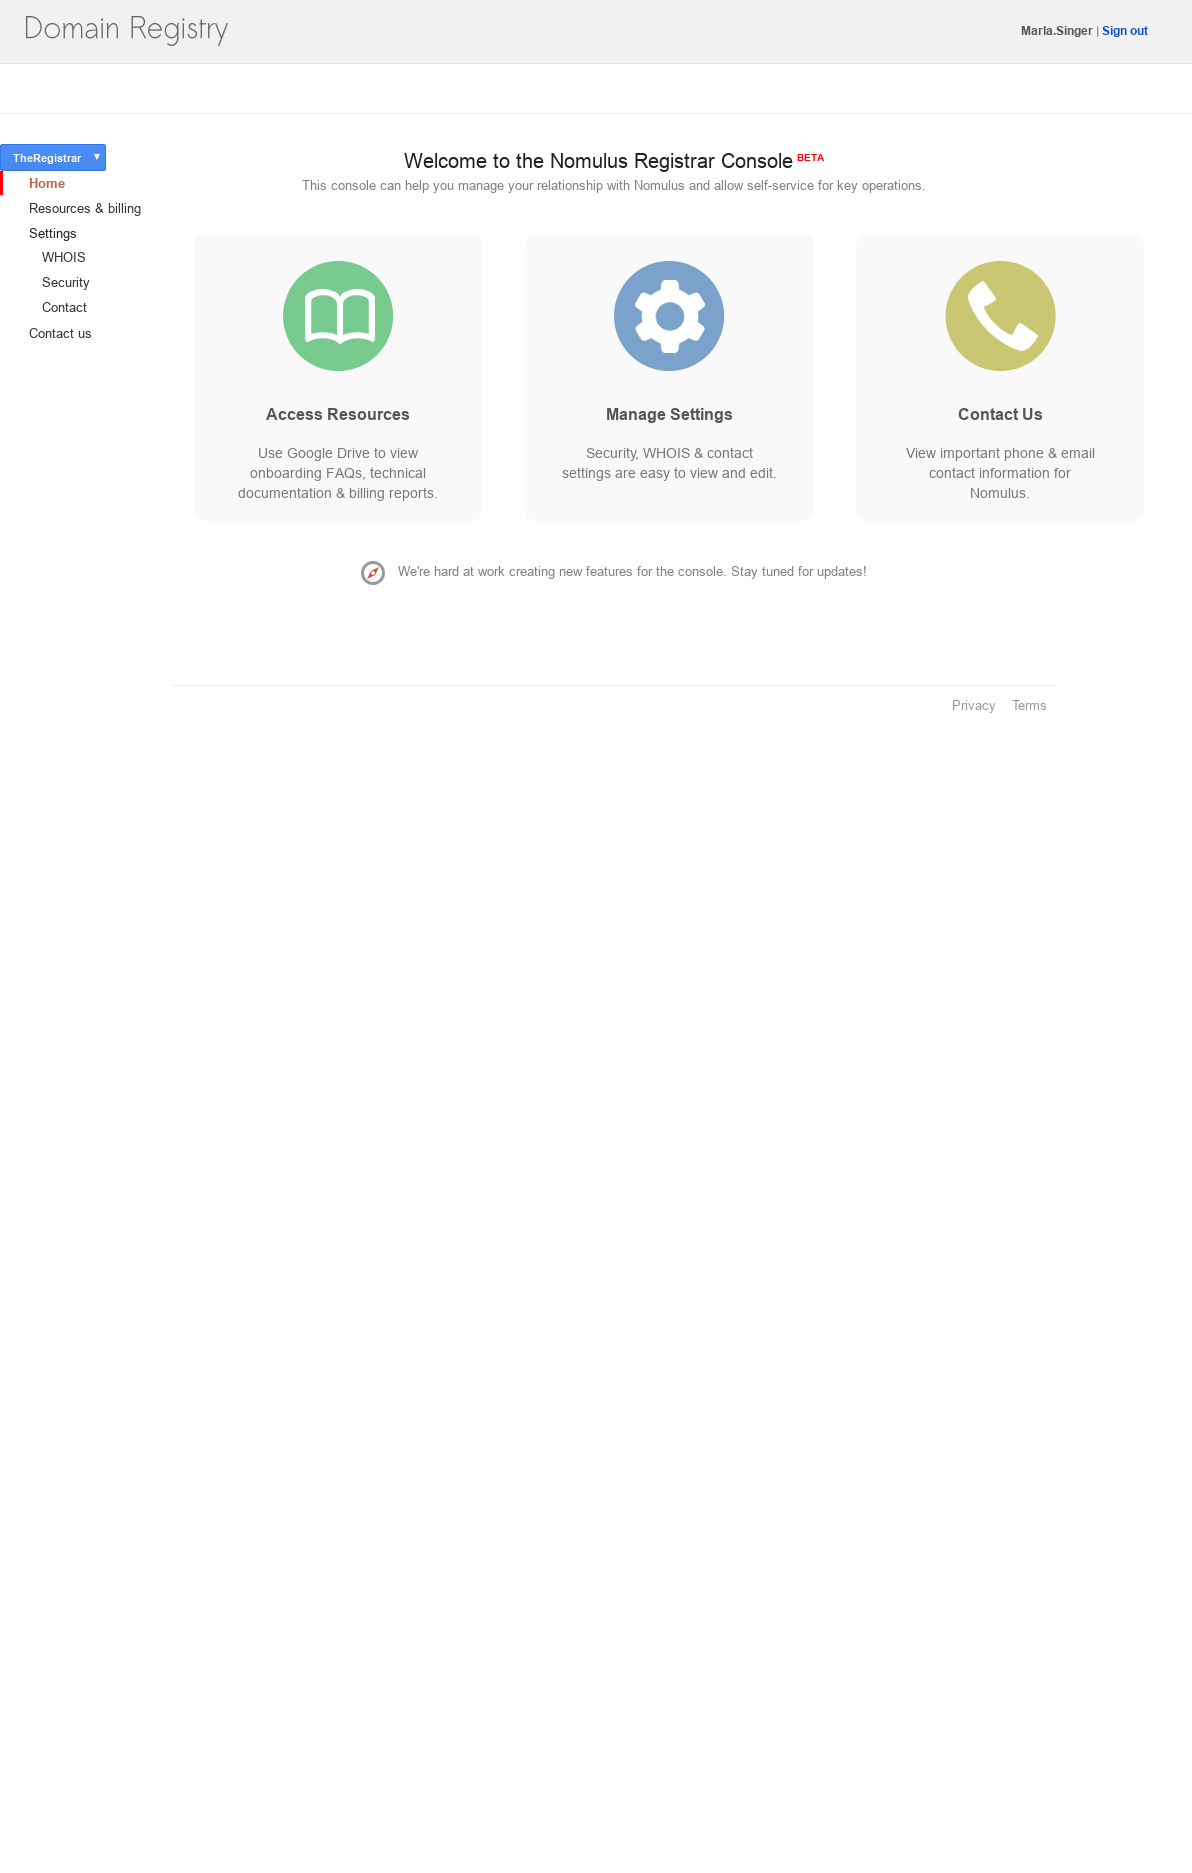 Domain Registry
Marla.Singer | Sign out
TheRegistrar
Home
Resources & billing
Settings
WHOIS
Security
Contact
Contact us
Welcome to the Nomulus Registrar Console BETA
This console can help you manage your relationship with Nomulus and allow self-service for key operations.
Access Resources
Use Google Drive to view
onboarding FAQs, technical
documentation & billing reports.
Manage Settings
Security, WHOIS & contact
settings are easy to view and edit.
Contact Us
View important phone & email
contact information for
Nomulus.
We're hard at work creating new features for the console. Stay tuned for updates!
Privacy Terms